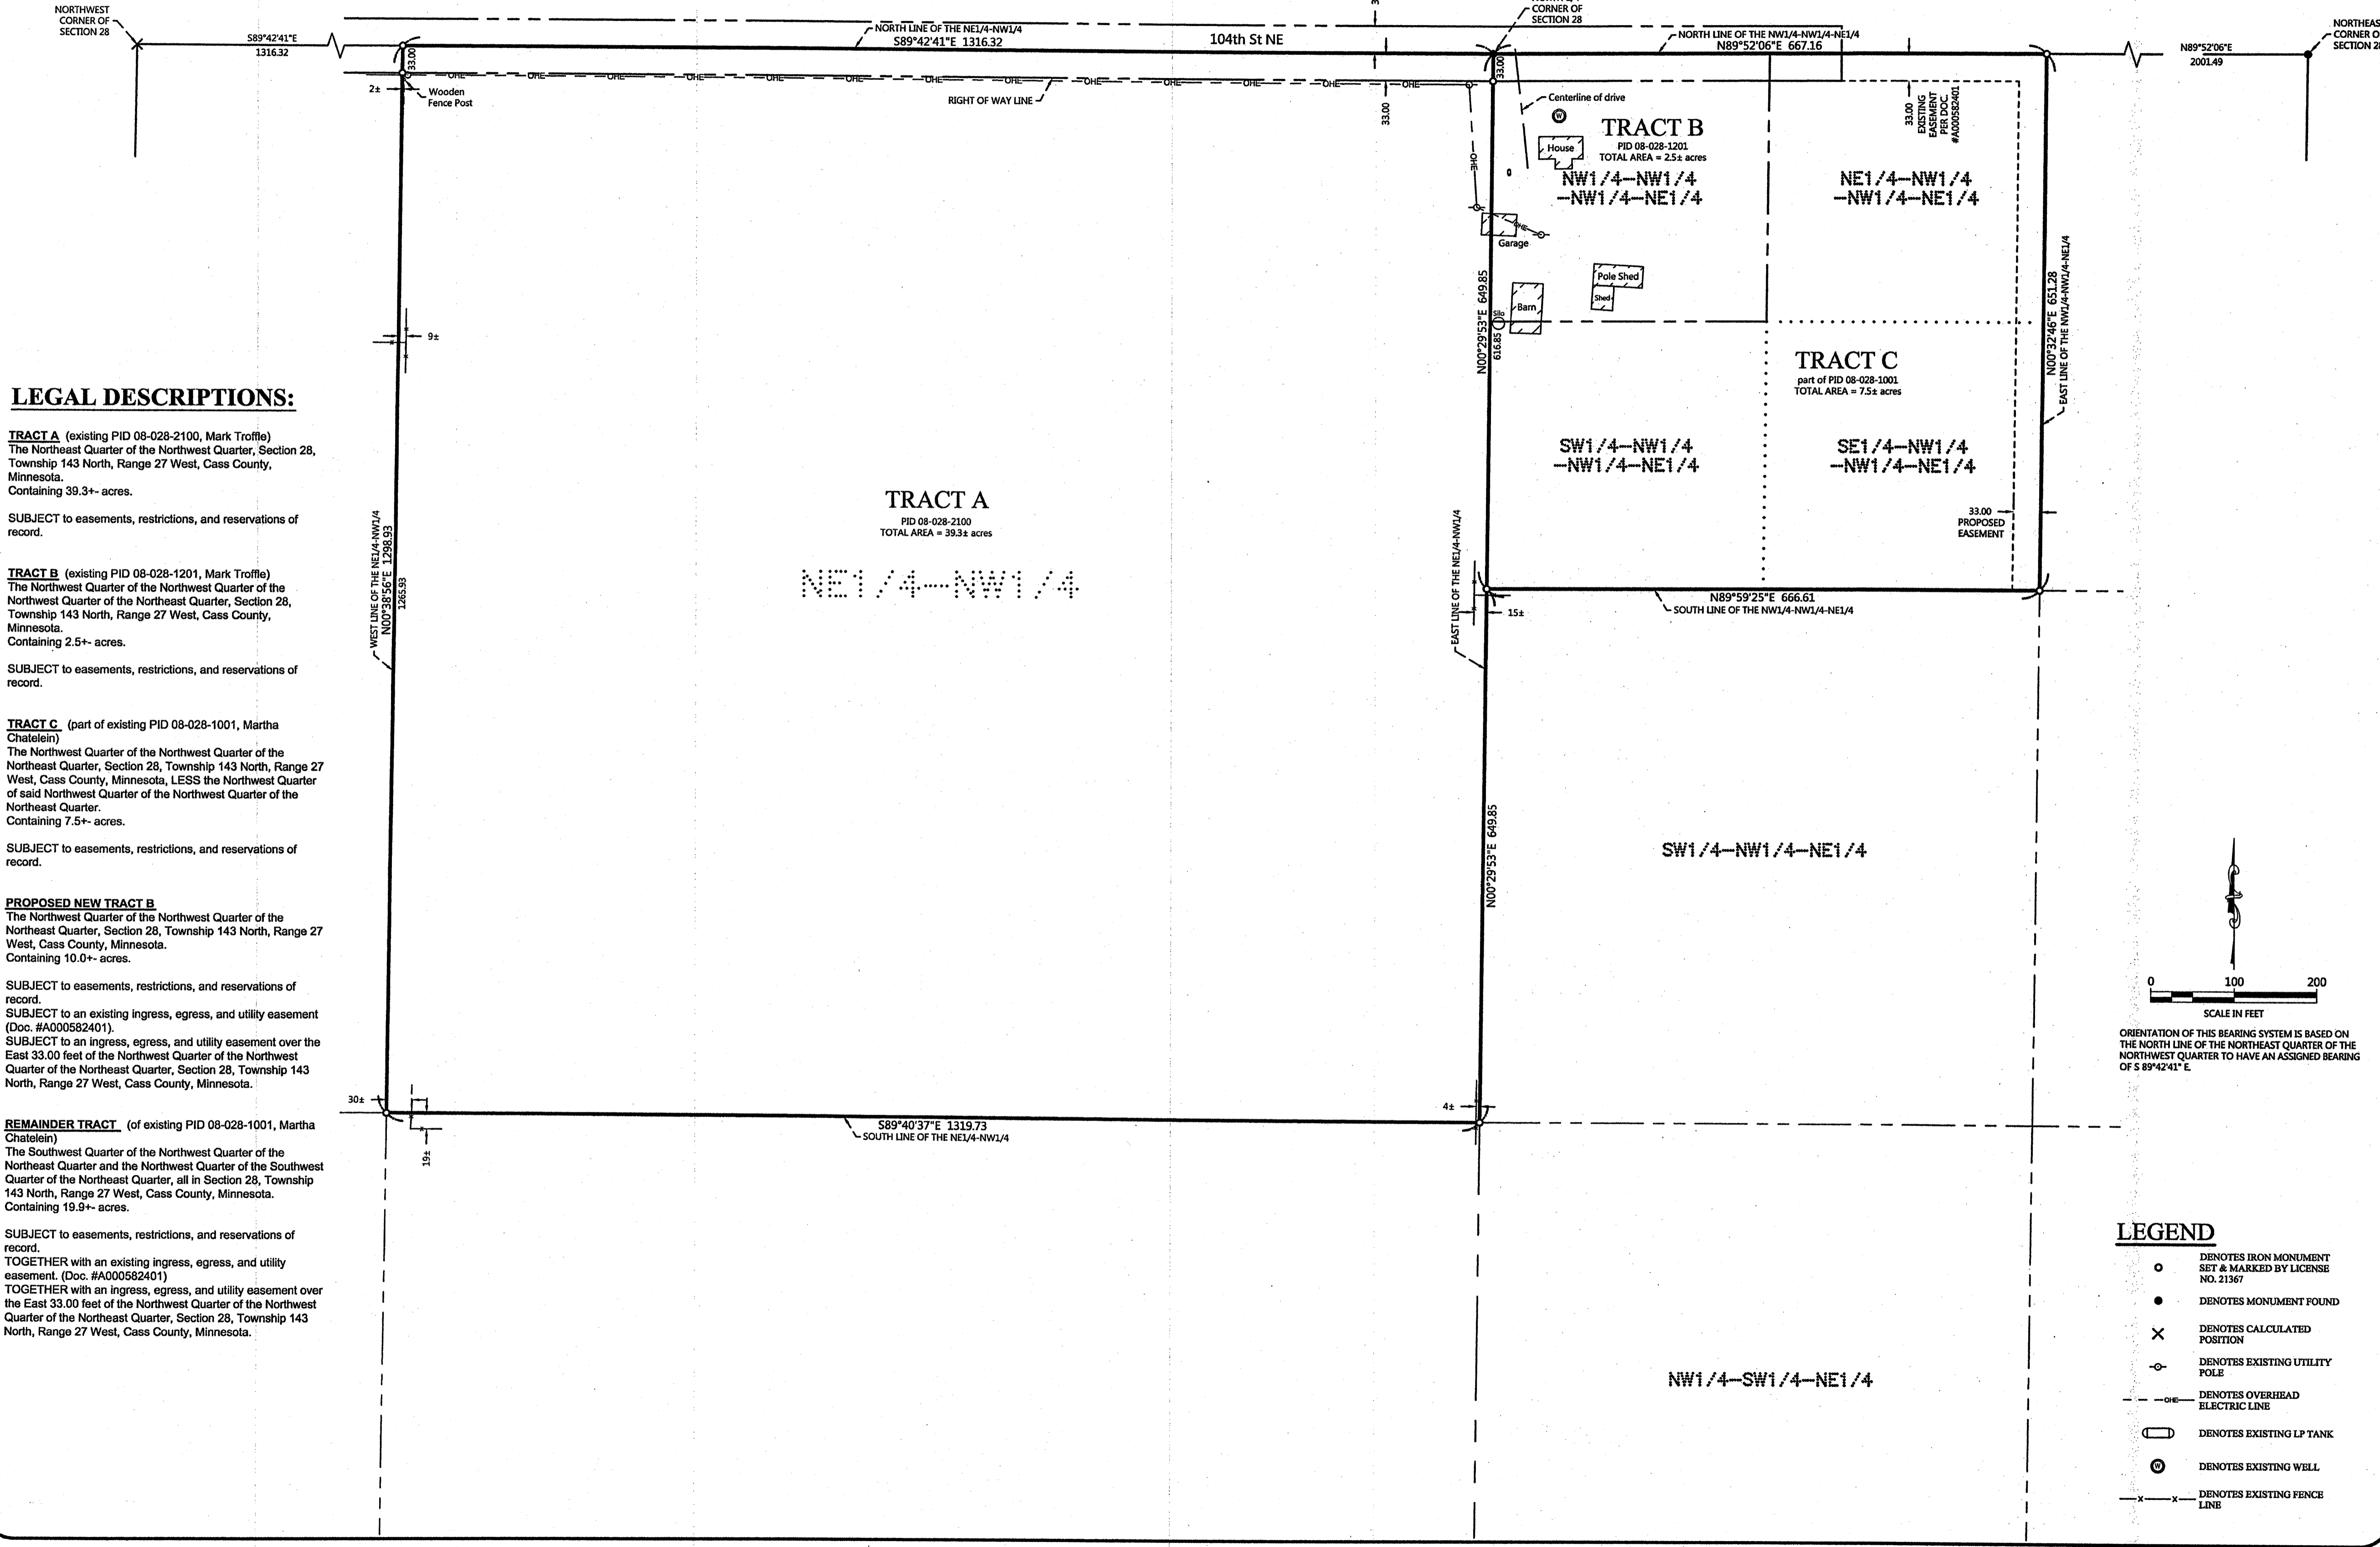 NORTHWEST
CORNER OF
SECTION 28
S89°42'41"E
1316.32
33.00
NORTH LINE OF THE NE1/4-NW1/4
S89°42'41"E 1316.32
104th St NE
CORNER OF
SECTION 28
NORTH LINE OF THE NW1/4-NW1/4-NE1/4
N89°52'06"E 667.16
N89°52'06"E
2001.49
NORTHEAS
CORNER O
SECTION 28
2±
Wooden
Fence Post
OHE OHE OHE OHE OHE OHE OHE OHE OHE OHE OHE OHE OHE
RIGHT OF WAY LINE
33.00
33.00
OHE
Centerline of drive
W
House
TRACT B
PID 08-028-1201
TOTAL AREA = 2.5± acres
NW1/4-NW1/4
-NW1/4-NE1/4
33.00
EXISTING
EASEMENT
PER DOC.
#A000582401
NE1/4-NW1/4
-NW1/4-NE1/4
OHE
Garage
Pole Shed
Shed
Barn
Silo
N00°29'53"E 649.85
616.85
9±
TRACT C
part of PID 08-028-1001
TOTAL AREA = 7.5± acres
N00°32'46"E 651.28
EAST LINE OF THE NW1/4-NW1/4-NE1/4
SW1/4-NW1/4
-NW1/4-NE1/4
SE1/4-NW1/4
-NW1/4-NE1/4
33.00
PROPOSED
EASEMENT
TRACT A
PID 08-028-2100
TOTAL AREA = 39.3± acres
NE1/4-NW1/4
WEST LINE OF THE NE1/4-NW1/4
N00°38'56"E 1298.93
1265.93
EAST LINE OF THE NE1/4-NW1/4
15±
N89°59'25"E 666.61
SOUTH LINE OF THE NW1/4-NW1/4-NE1/4
N00°29'53"E 649.85
SW1/4-NW1/4-NE1/4
30±
19±
S89°40'37"E 1319.73
SOUTH LINE OF THE NE1/4-NW1/4
4±
NW1/4-SW1/4-NE1/4
LEGAL DESCRIPTIONS:
TRACT A (existing PID 08-028-2100, Mark Troffle)
The Northeast Quarter of the Northwest Quarter, Section 28,
Township 143 North, Range 27 West, Cass County,
Minnesota.
Containing 39.3+- acres.
SUBJECT to easements, restrictions, and reservations of
record.
TRACT B (existing PID 08-028-1201, Mark Troffle)
The Northwest Quarter of the Northwest Quarter of the
Northwest Quarter of the Northeast Quarter, Section 28,
Township 143 North, Range 27 West, Cass County,
Minnesota.
Containing 2.5+- acres.
SUBJECT to easements, restrictions, and reservations of
record.
TRACT C (part of existing PID 08-028-1001, Martha
Chatelein)
The Northwest Quarter of the Northwest Quarter of the
Northeast Quarter, Section 28, Township 143 North, Range 27
West, Cass County, Minnesota, LESS the Northwest Quarter
of said Northwest Quarter of the Northwest Quarter of the
Northeast Quarter.
Containing 7.5+- acres.
SUBJECT to easements, restrictions, and reservations of
record.
PROPOSED NEW TRACT B
The Northwest Quarter of the Northwest Quarter of the
Northeast Quarter, Section 28, Township 143 North, Range 27
West, Cass County, Minnesota.
Containing 10.0+- acres.
SUBJECT to easements, restrictions, and reservations of
record.
SUBJECT to an existing ingress, egress, and utility easement
(Doc. #A000582401).
SUBJECT to an ingress, egress, and utility easement over the
East 33.00 feet of the Northwest Quarter of the Northwest
Quarter of the Northeast Quarter, Section 28, Township 143
North, Range 27 West, Cass County, Minnesota.
REMAINDER TRACT (of existing PID 08-028-1001, Martha
Chatelein)
The Southwest Quarter of the Northwest Quarter of the
Northeast Quarter and the Northwest Quarter of the Southwest
Quarter of the Northeast Quarter, all in Section 28, Township
143 North, Range 27 West, Cass County, Minnesota.
Containing 19.9+- acres.
SUBJECT to easements, restrictions, and reservations of
record.
TOGETHER with an existing ingress, egress, and utility
easement. (Doc. #A000582401)
TOGETHER with an ingress, egress, and utility easement over
the East 33.00 feet of the Northwest Quarter of the Northwest
Quarter of the Northeast Quarter, Section 28, Township 143
North, Range 27 West, Cass County, Minnesota.
0 100 200
SCALE IN FEET
ORIENTATION OF THIS BEARING SYSTEM IS BASED ON
THE NORTH LINE OF THE NORTHEAST QUARTER OF THE
NORTHWEST QUARTER TO HAVE AN ASSIGNED BEARING
OF S 89°42'41" E.
LEGEND
DENOTES IRON MONUMENT
SET & MARKED BY LICENSE
NO. 21367
DENOTES MONUMENT FOUND
DENOTES CALCULATED
POSITION
DENOTES EXISTING UTILITY
POLE
OHE
DENOTES OVERHEAD
ELECTRIC LINE
DENOTES EXISTING LP TANK
W
DENOTES EXISTING WELL
DENOTES EXISTING FENCE
LINE